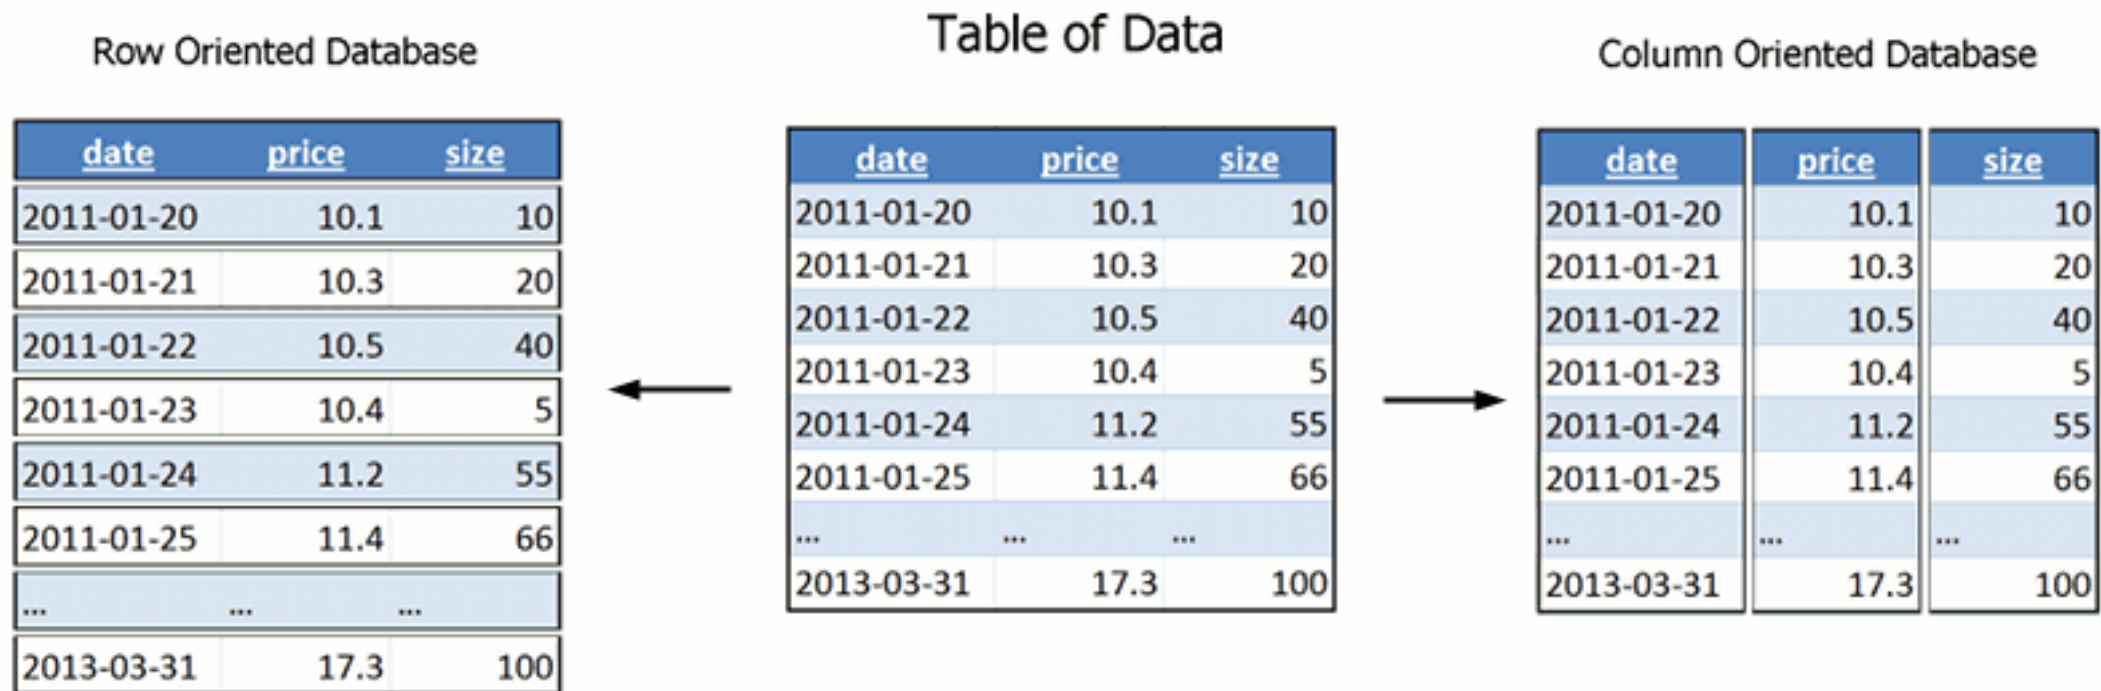 Table of Data
Row Oriented Database
date price size
2011-01-20 10.1 10
2011-01-21 10.3 20
2011-01-22 10.5 40
2011-01-23 10.4 5
2011-01-24 11.2 55
2011-01-25 11.4 66
... ... ...
2013-03-31 17.3 100
date price size
2011-01-20 10.1 10
2011-01-21 10.3 20
2011-01-22 10.5 40
2011-01-23 10.4 5
2011-01-24 11.2 55
2011-01-25 11.4 66
... ... ...
2013-03-31 17.3 100
Column Oriented Database
date price size
2011-01-20 10.1 10
2011-01-21 10.3 20
2011-01-22 10.5 40
2011-01-23 10.4 5
2011-01-24 11.2 55
2011-01-25 11.4 66
... ... ...
2013-03-31 17.3 100